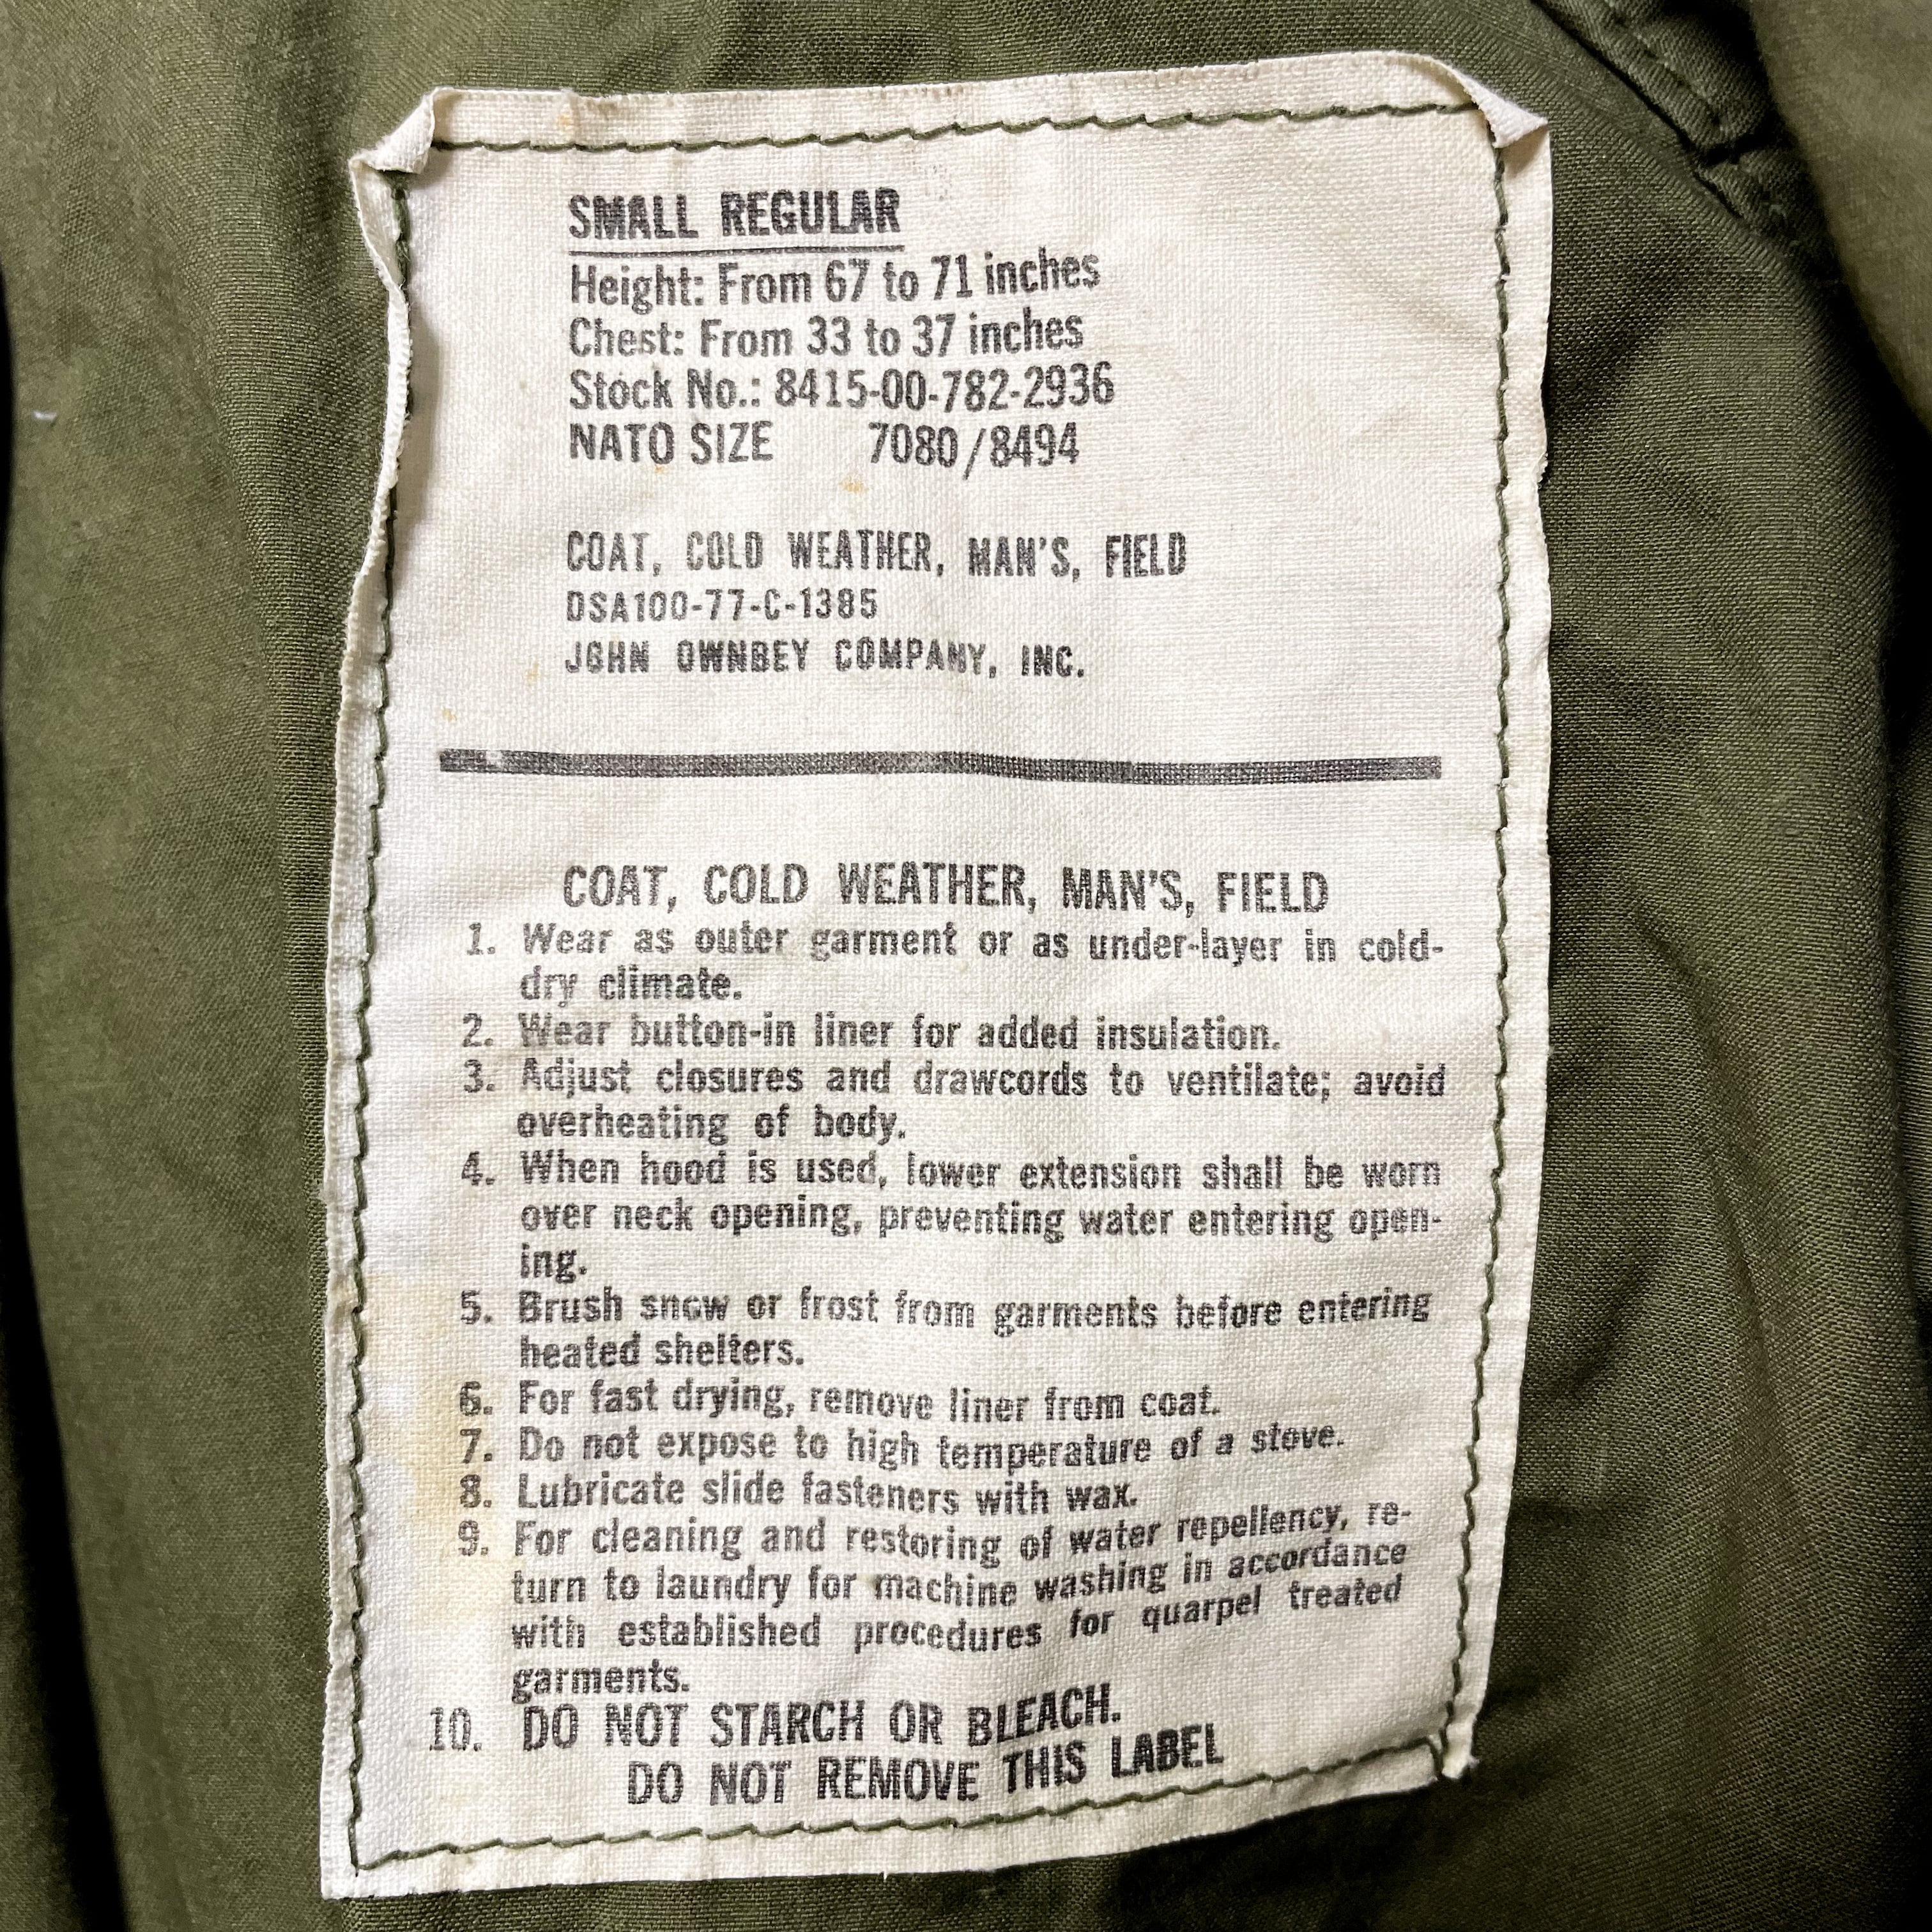 SMALL REGULAR
Height: From 67 to 71 inches
Chest: From 33 to 37 inches
Stock No.: 8415-00-782-2936
NATO SIZE 7080/8494
COAT, COLD WEATHER, MAN'S, FIELD
DSA100-77-C-1385
JOHN OWNBEY COMPANY, INC.
COAT, COLD WEATHER, MAN'S, FIELD
1. Wear as outer garment or as under-layer in cold-
dry climate.
2. Wear button-in liner for added insulation.
3. Adjust closures and drawcords to ventilate; avoid
overheating of body.
4. When hood is used, lower extension shall be worn
over neck opening, preventing water entering open-
ing.
5. Brush snow or frost from garments before entering
heated shelters.
6. For fast drying, remove liner from coat.
7. Do not expose to high temperature of a stove.
8. Lubricate slide fasteners with wax.
9. For cleaning and restoring of water repellency, re-
turn to laundry for machine washing in accordance
with established procedures for quarpel treated
garments.
10. DO NOT STARCH OR BLEACH.
DO NOT REMOVE THIS LABEL